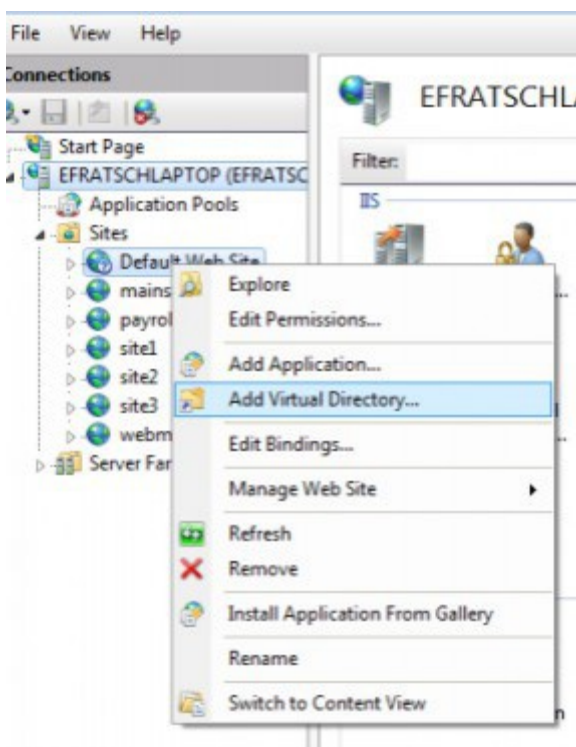 File View Help
Connections
EFRATSCHLA
Start Page
Filter:
EFRATSCHLAPTOP (EFRATSC
IIS
Application Pools
Sites
Default Web Site
mains
payrol
site1
site2
site3
webm
Server Far
Explore
Edit Permissions...
Add Application...
Add Virtual Directory...
Edit Bindings...
Manage Web Site
Refresh
Remove
Install Application From Gallery
Rename
Switch to Content View